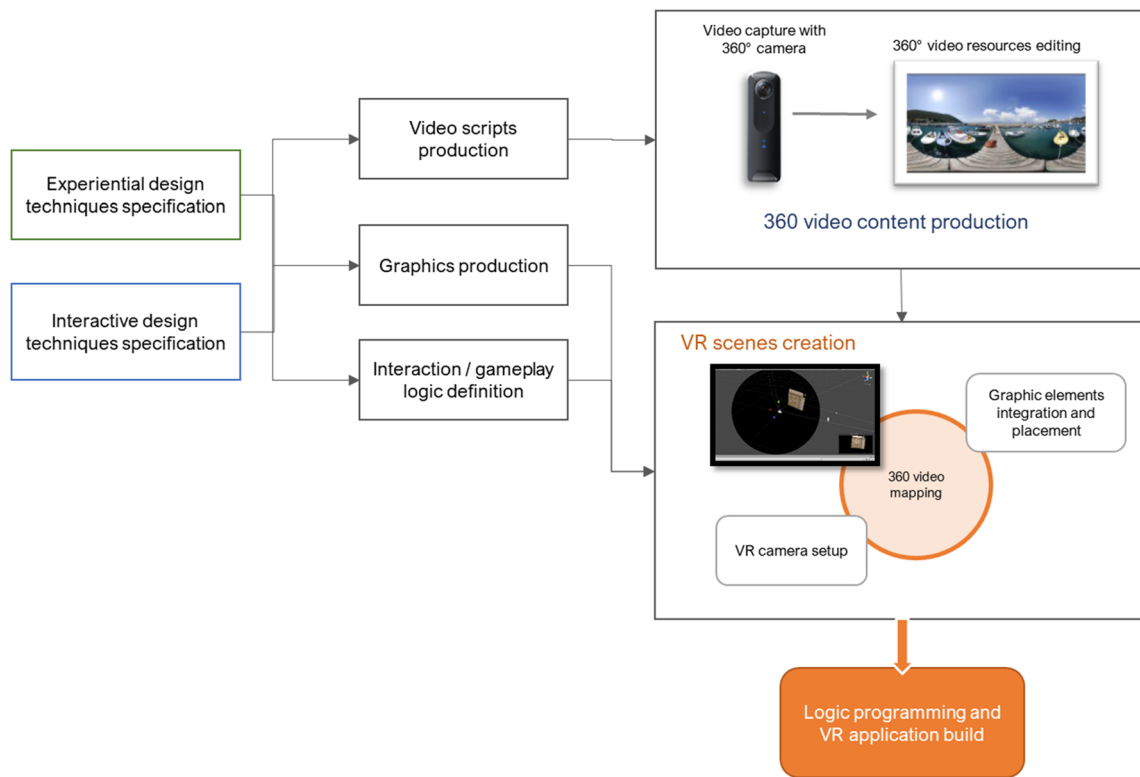 Video capture with
360° camera
360° video resources editing
360 video content production
Video scripts
production
Experiential design
techniques specification
Graphics production
Interactive design
techniques specification
Interaction / gameplay
logic definition
VR scenes creation
Graphic elements
integration and
placement
360 video
mapping
VR camera setup
Logic programming and
VR application build